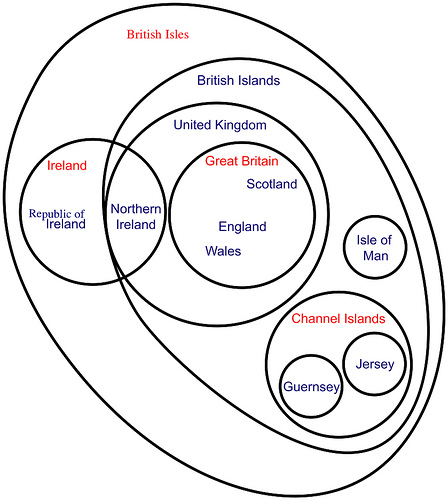 British Isles
British Islands
United Kingdom
Great Britain
Ireland
Scotland
Northern
Ireland
Republic of
Ireland
England
Wales
Isle of
Man
Channel Islands
Jersey
Guernsey